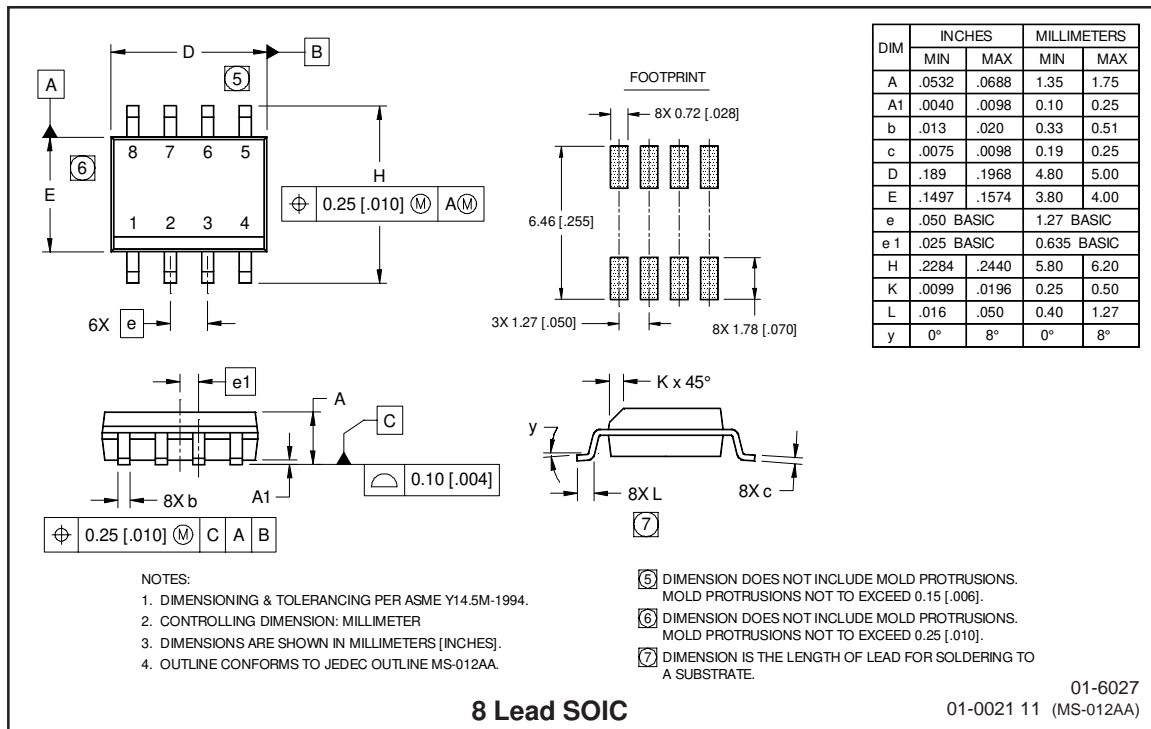 D
B
A
5
8 7 6 5
6
E
H
⌖ 0.25 [.010] Ⓜ A Ⓜ
1 2 3 4
6X e
FOOTPRINT
8X 0.72 [.028]
6.46 [.255]
3X 1.27 [.050]
8X 1.78 [.070]
DIM INCHES MILLIMETERS
MIN MAX MIN MAX
A .0532 .0688 1.35 1.75
A1 .0040 .0098 0.10 0.25
b .013 .020 0.33 0.51
c .0075 .0098 0.19 0.25
D .189 .1968 4.80 5.00
E .1497 .1574 3.80 4.00
e .050 BASIC 1.27 BASIC
e 1 .025 BASIC 0.635 BASIC
H .2284 .2440 5.80 6.20
K .0099 .0196 0.25 0.50
L .016 .050 0.40 1.27
y 0° 8° 0° 8°
e1
A
C
0.10 [.004]
A1
8X b
⌖ 0.25 [.010] Ⓜ C A B
K x 45°
y
8X L
7
8X c
NOTES:
1. DIMENSIONING & TOLERANCING PER ASME Y14.5M-1994.
2. CONTROLLING DIMENSION: MILLIMETER
3. DIMENSIONS ARE SHOWN IN MILLIMETERS [INCHES].
4. OUTLINE CONFORMS TO JEDEC OUTLINE MS-012AA.
5 DIMENSION DOES NOT INCLUDE MOLD PROTRUSIONS.
MOLD PROTRUSIONS NOT TO EXCEED 0.15 [.006].
6 DIMENSION DOES NOT INCLUDE MOLD PROTRUSIONS.
MOLD PROTRUSIONS NOT TO EXCEED 0.25 [.010].
7 DIMENSION IS THE LENGTH OF LEAD FOR SOLDERING TO
A SUBSTRATE.
8 Lead SOIC
01-6027
01-0021 11 (MS-012AA)